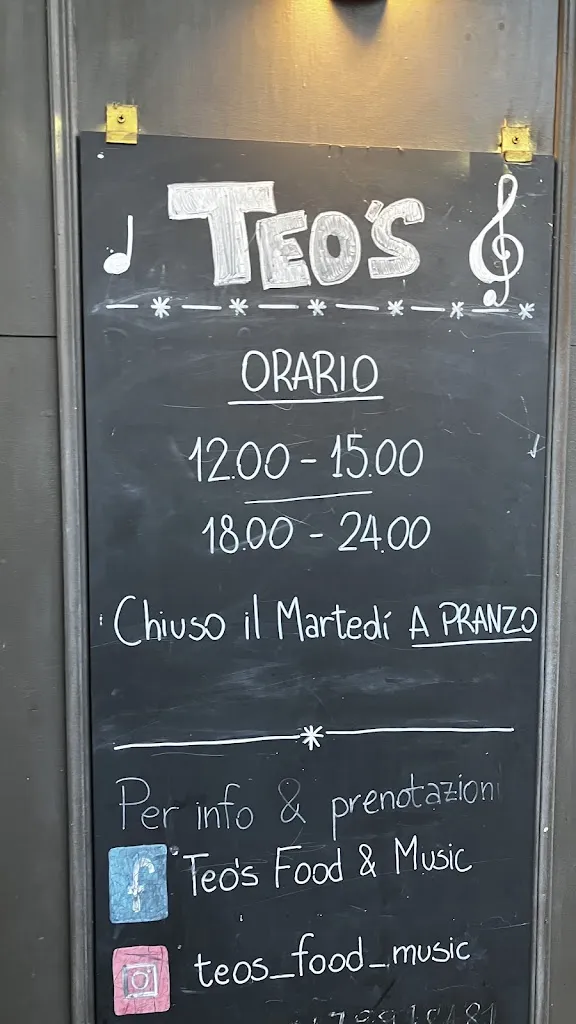 TEO'S
ORARIO
12.00 - 15.00
18.00 - 24.00
Chiuso il Martedí A PRANZO
Per info & prenotazioni
f Teo's Food & Music
teos_food_music